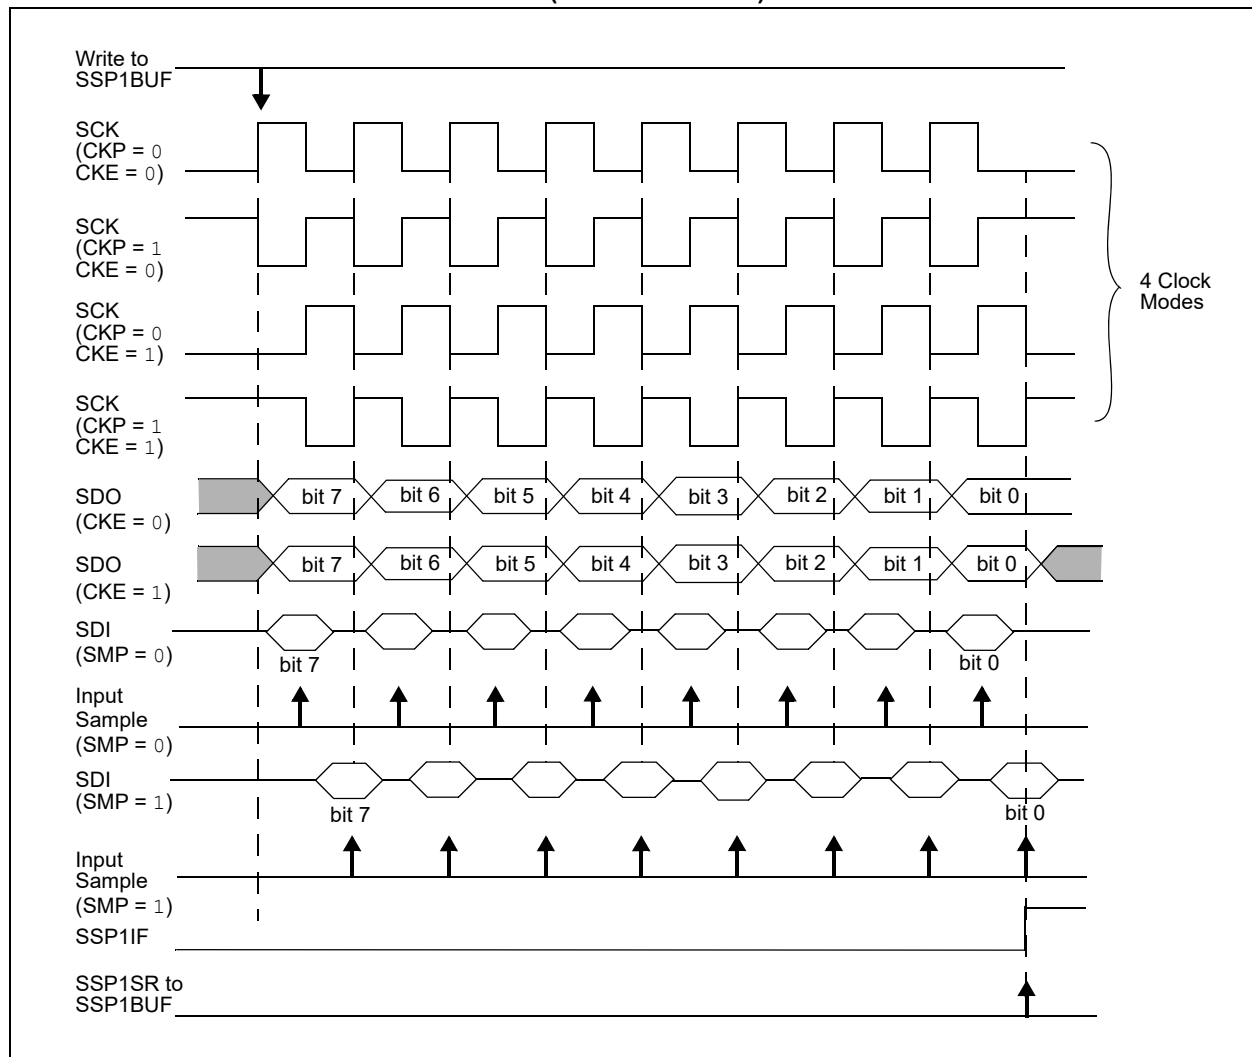 Write to
SSP1BUF
SCK
(CKP = 0
CKE = 0)
SCK
(CKP = 1
CKE = 0)
4 Clock
Modes
SCK
(CKP = 0
CKE = 1)
SCK
(CKP = 1
CKE = 1)
SDO
(CKE = 0)
bit 7 bit 6 bit 5 bit 4 bit 3 bit 2 bit 1 bit 0
SDO
(CKE = 1)
bit 7 bit 6 bit 5 bit 4 bit 3 bit 2 bit 1 bit 0
SDI
(SMP = 0)
bit 7 bit 0
Input
Sample
(SMP = 0)
SDI
(SMP = 1)
bit 7 bit 0
Input
Sample
(SMP = 1)
SSP1IF
SSP1SR to
SSP1BUF